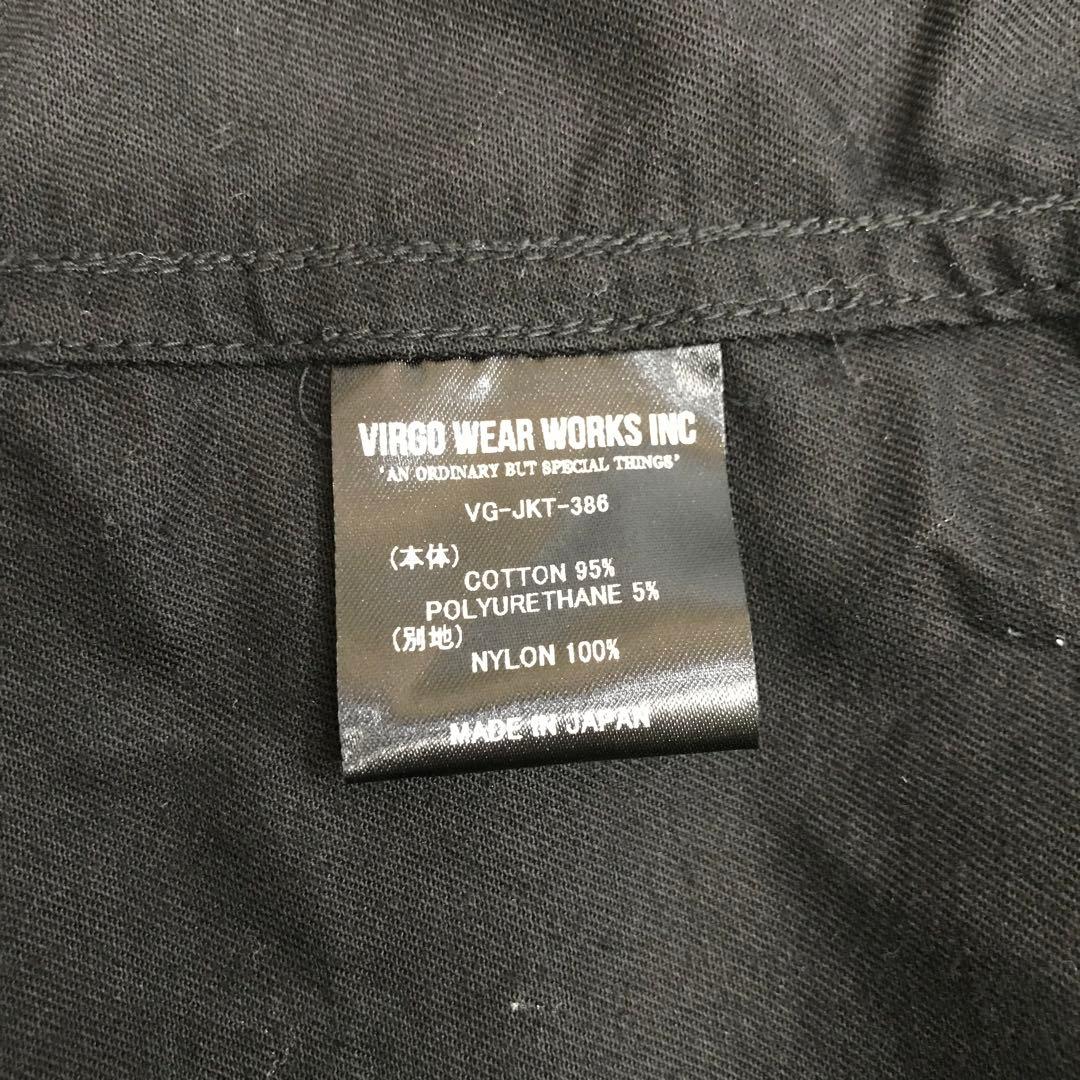 VIRGO WEAR WORKS INC
'AN ORDINARY BUT SPECIAL THINGS'
VG-JKT-386
(本体)
COTTON 95%
POLYURETHANE 5%
(別地)
NYLON 100%
MADE IN JAPAN